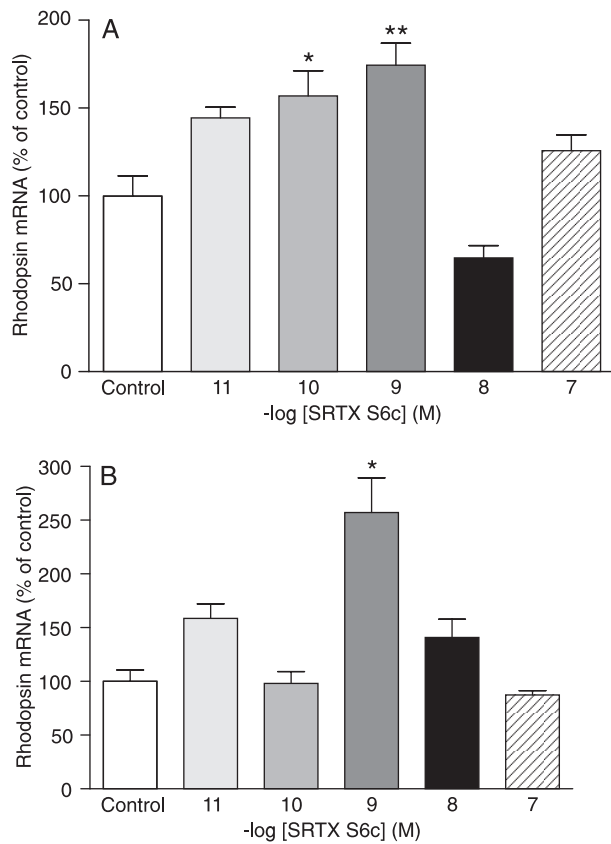 A
200
150
100
50
0
Rhodopsin mRNA (% of control)
*
**
Control 11 10 9 8 7
-log [SRTX S6c] (M)
B
300
250
200
150
100
50
0
Rhodopsin mRNA (% of control)
*
Control 11 10 9 8 7
-log [SRTX S6c] (M)